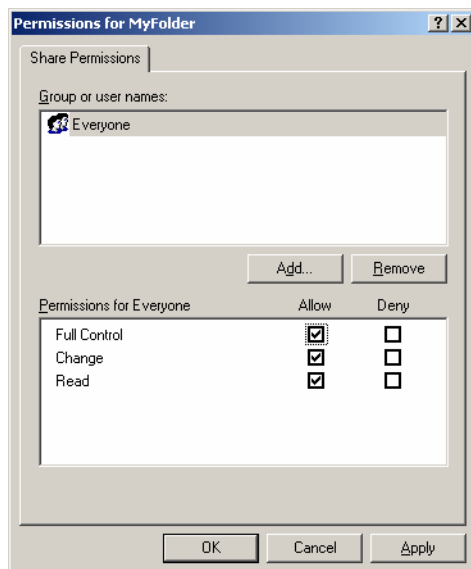 Permissions for MyFolder
Share Permissions
Group or user names:
Everyone
Add... Remove
Permissions for Everyone Allow Deny
Full Control
Change
Read
OK Cancel Apply